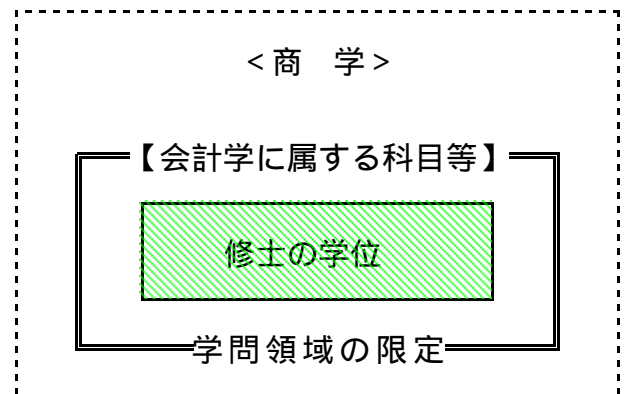 <商　学>
【会計学に属する科目等】
修士の学位
学問領域の限定